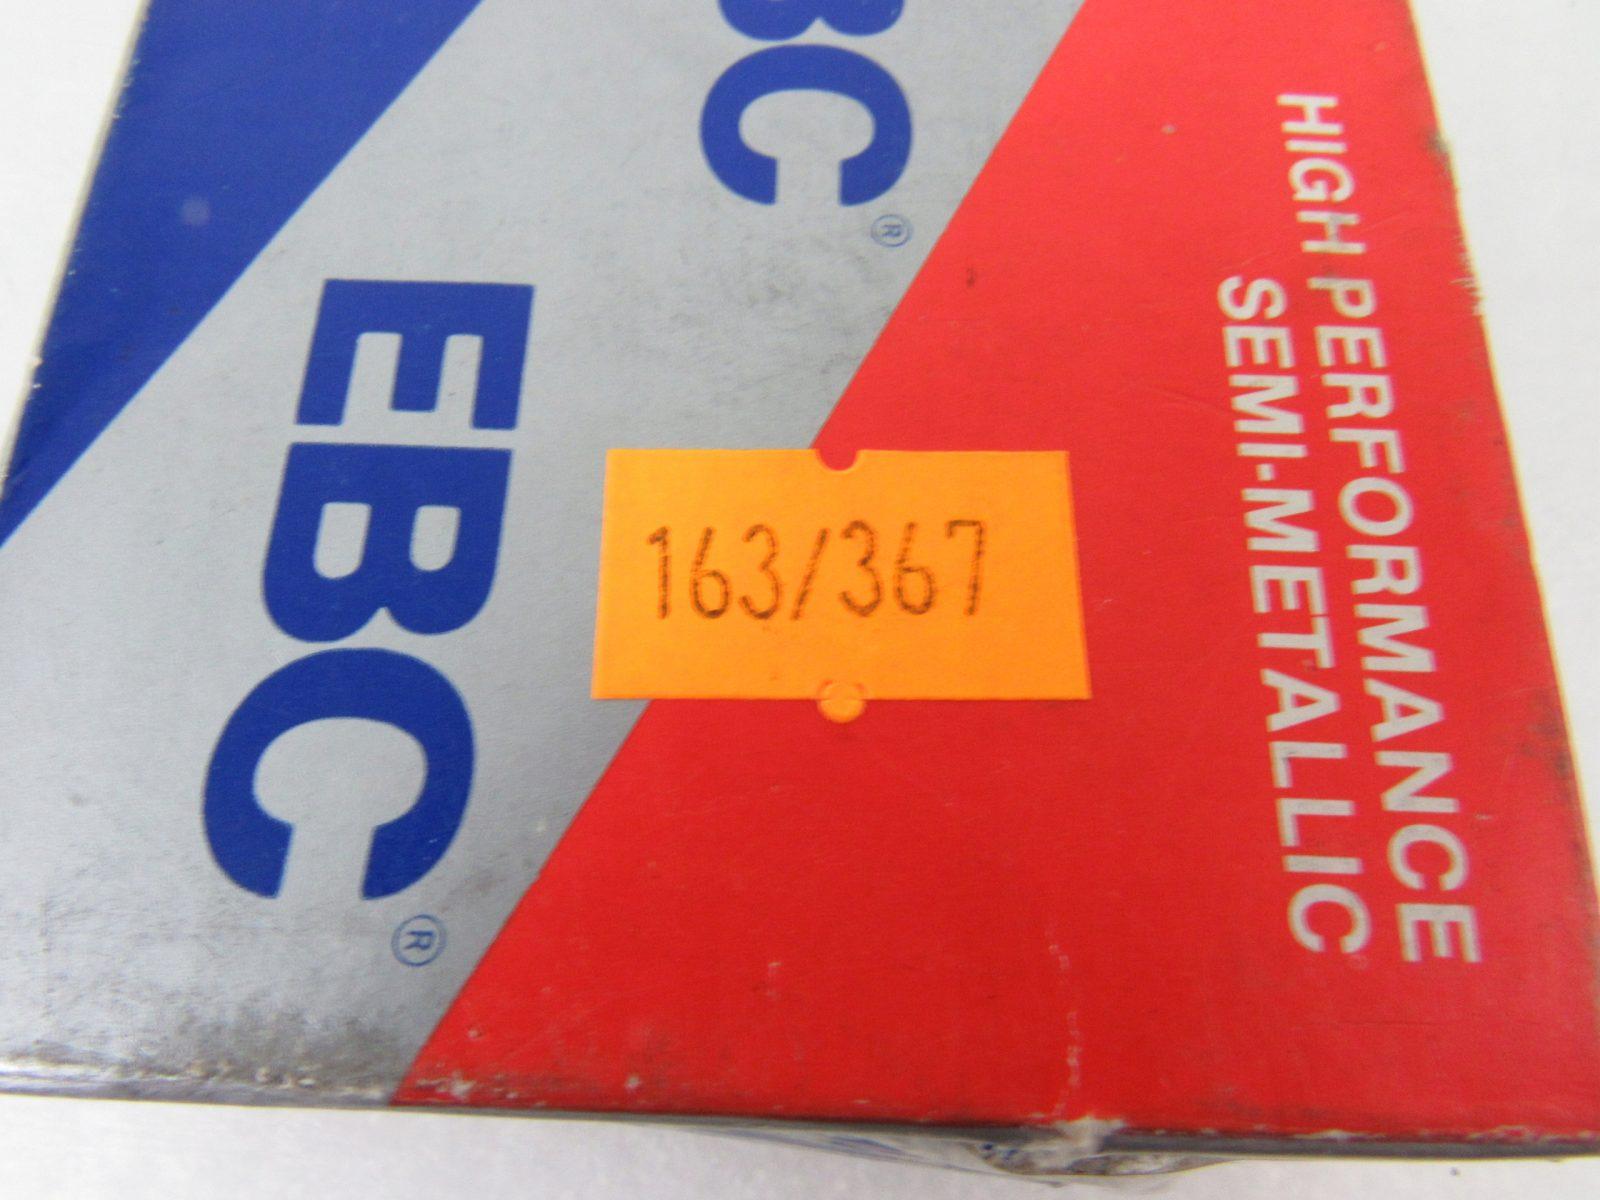 BC®
EBC®
163/367
HIGH PERFORMANCE
SEMI-METALLIC